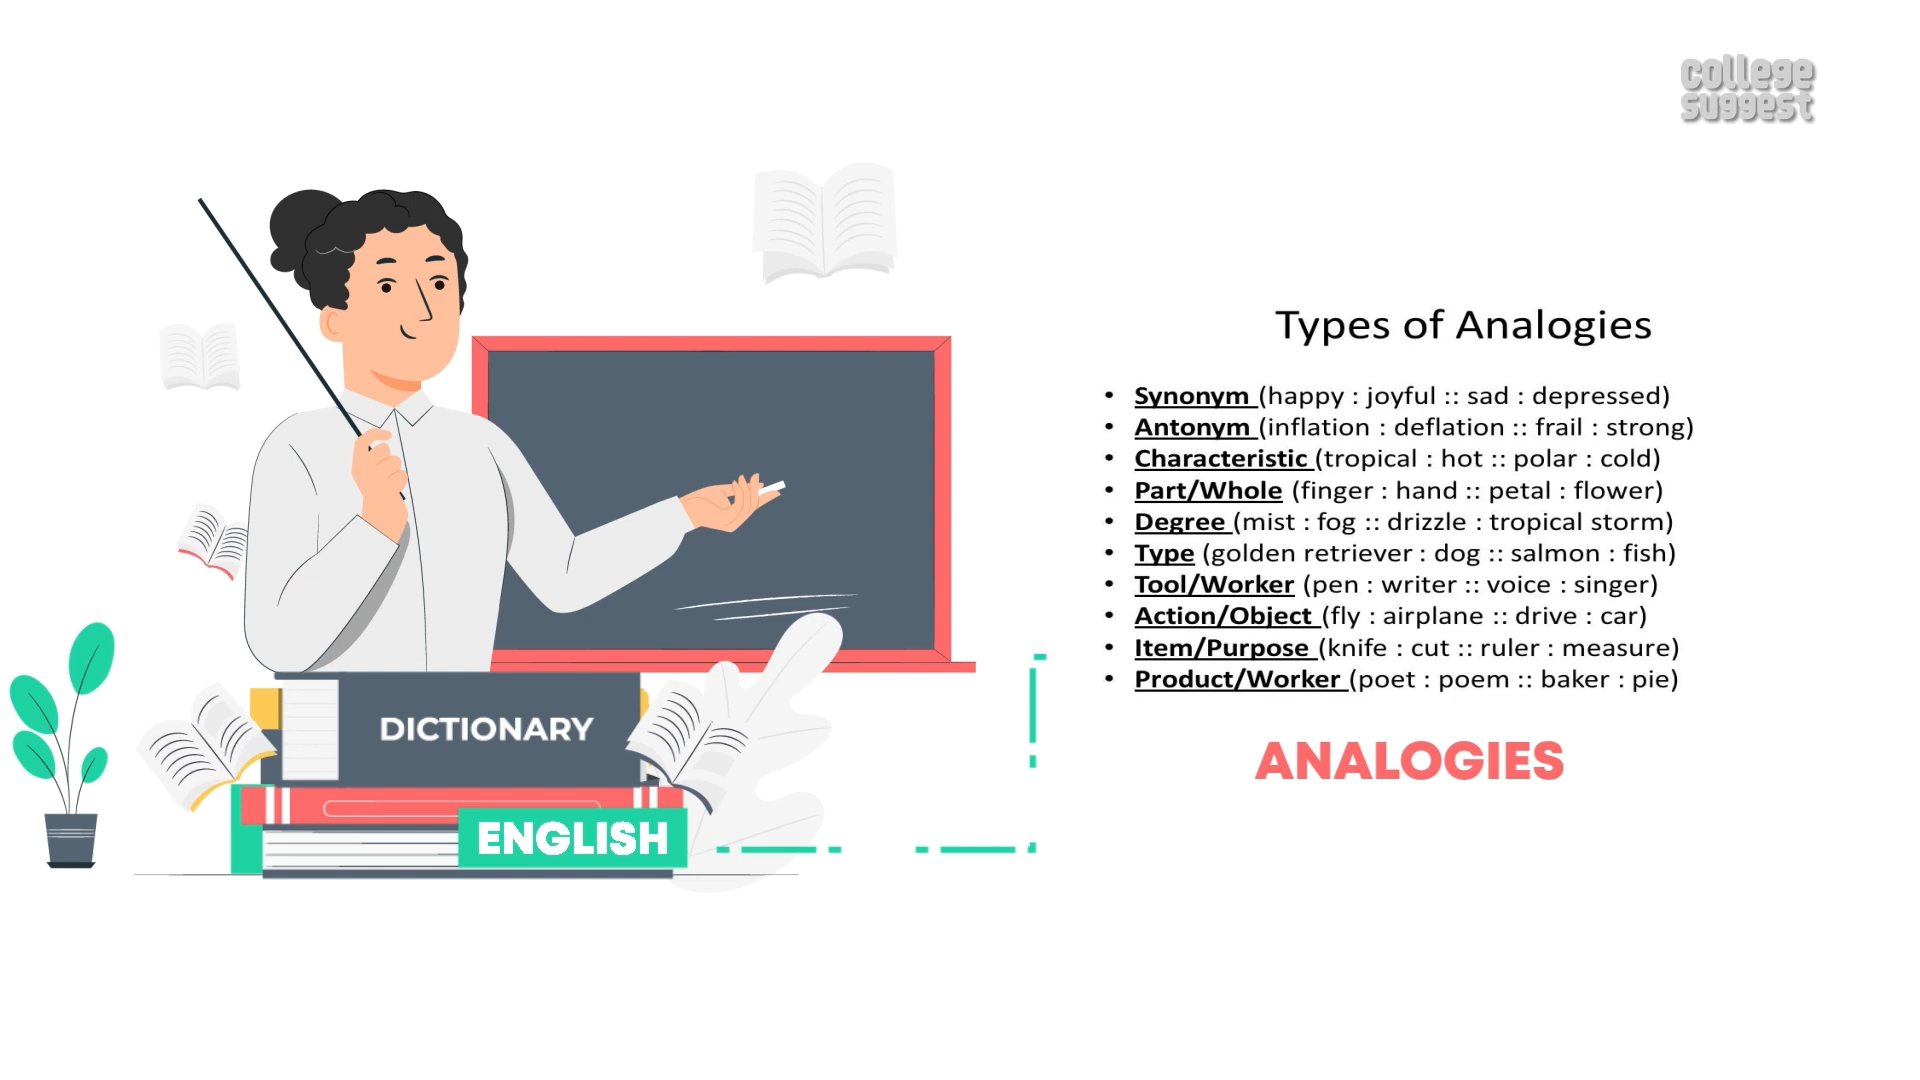 college
suggest
Types of Analogies
• Synonym (happy : joyful :: sad : depressed)
• Antonym (inflation : deflation :: frail : strong)
• Characteristic (tropical : hot :: polar : cold)
• Part/Whole (finger : hand :: petal : flower)
• Degree (mist : fog :: drizzle : tropical storm)
• Type (golden retriever : dog :: salmon : fish)
• Tool/Worker (pen : writer :: voice : singer)
• Action/Object (fly : airplane :: drive : car)
• Item/Purpose (knife : cut :: ruler : measure)
• Product/Worker (poet : poem :: baker : pie)
ANALOGIES
DICTIONARY
ENGLISH